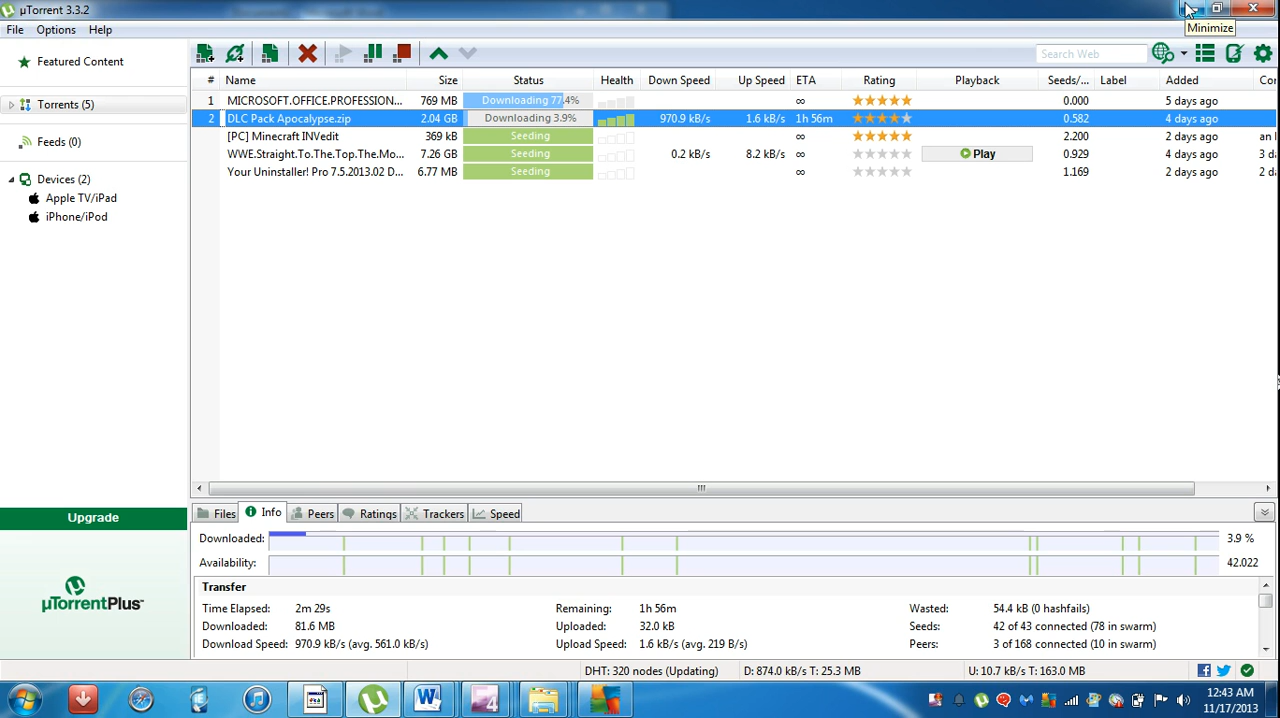 µTorrent 3.3.2
Minimize
File Options Help
Featured Content
Search Web
# Name Size Status Health Down Speed Up Speed ETA Rating Playback Seeds/... Label Added Co
Torrents (5)
1 MICROSOFT.OFFICE.PROFESSION... 769 MB Downloading 77.4% ∞ 0.000 5 days ago
2 DLC Pack Apocalypse.zip 2.04 GB Downloading 3.9% 970.9 kB/s 1.6 kB/s 1h 56m 0.582 4 days ago
[PC] Minecraft INVedit 369 kB Seeding ∞ 2.200 2 days ago an l
Feeds (0)
WWE.Straight.To.The.Top.The.Mo... 7.26 GB Seeding 0.2 kB/s 8.2 kB/s ∞ Play 0.929 4 days ago 3 d
Your Uninstaller! Pro 7.5.2013.02 D... 6.77 MB Seeding ∞ 1.169 2 days ago 2 d
Devices (2)
Apple TV/iPad
iPhone/iPod
Upgrade
µTorrentPlus
Files Info Peers Ratings Trackers Speed
Downloaded: 3.9 %
Availability: 42.022
Transfer
Time Elapsed: 2m 29s Remaining: 1h 56m Wasted: 54.4 kB (0 hashfails)
Downloaded: 81.6 MB Uploaded: 32.0 kB Seeds: 42 of 43 connected (78 in swarm)
Download Speed: 970.9 kB/s (avg. 561.0 kB/s) Upload Speed: 1.6 kB/s (avg. 219 B/s) Peers: 3 of 168 connected (10 in swarm)
DHT: 320 nodes (Updating) D: 874.0 kB/s T: 25.3 MB U: 10.7 kB/s T: 163.0 MB
12:43 AM
11/17/2013